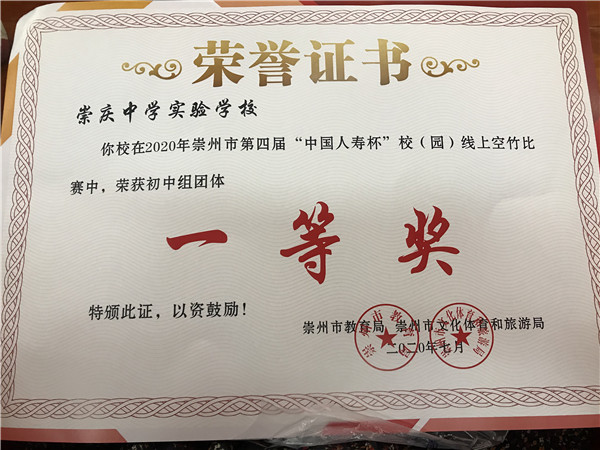 荣誉证书
崇庆中学实验学校
你校在2020年崇州市第四届“中国人寿杯”校(园)线上空竹比
赛中,荣获初中组团体
一等奖
特颁此证,以资鼓励!
崇州市教育局 崇州市文化体育和旅游局
二〇二〇年七月